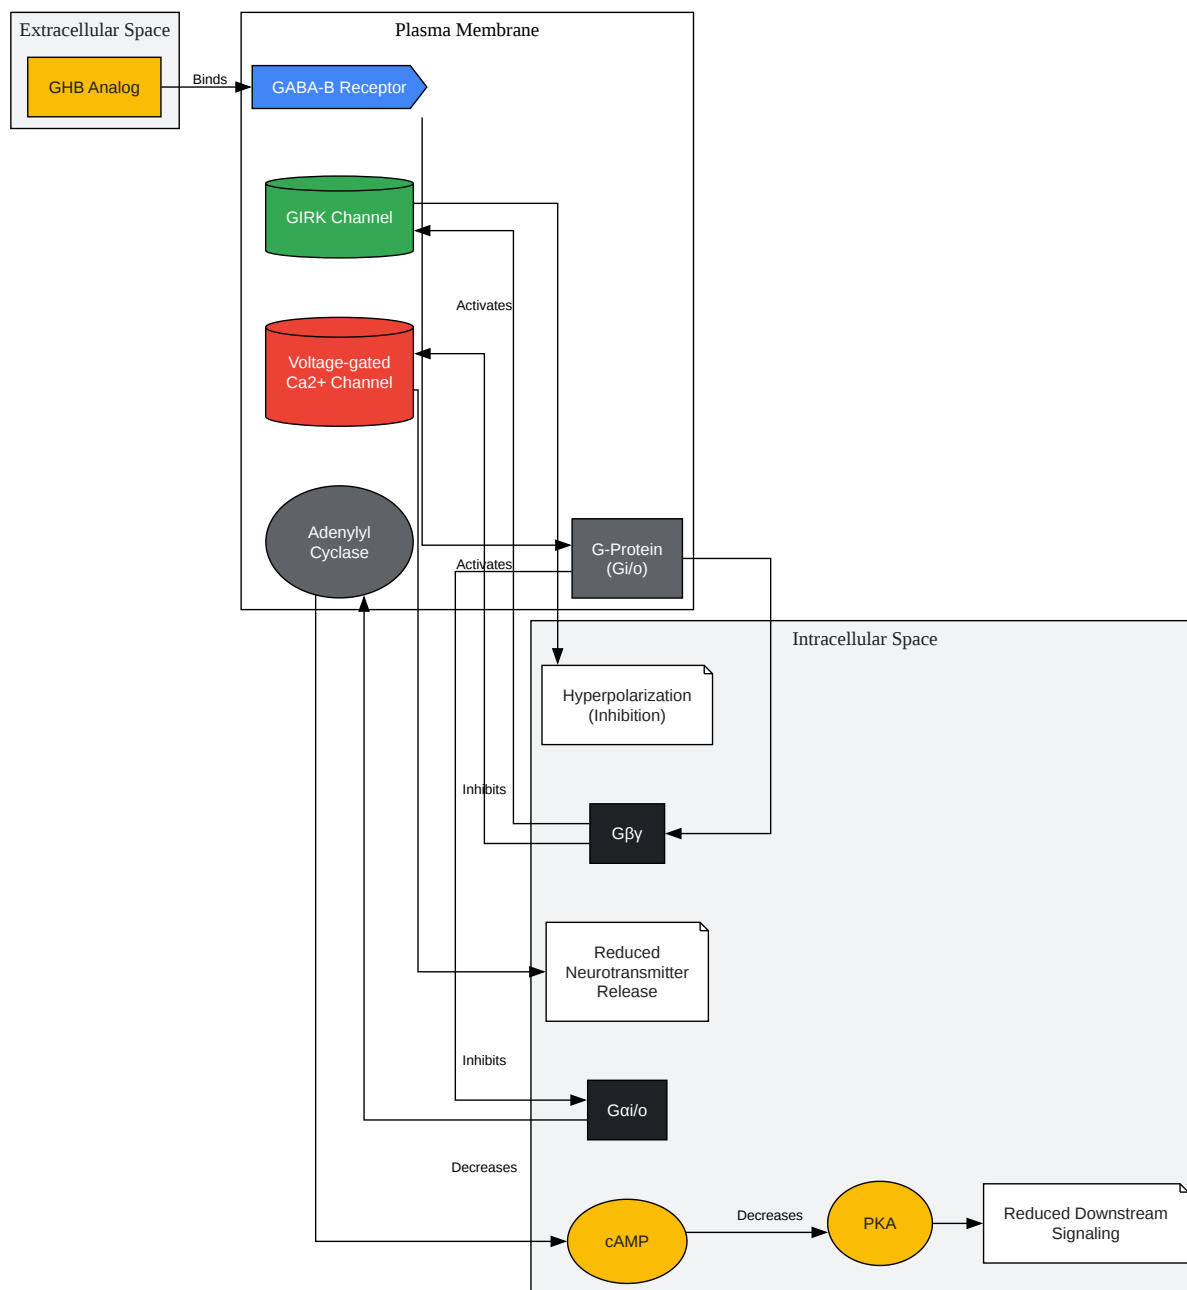 Extracellular Space
Plasma Membrane
GHB Analog
Binds
GABA-B Receptor
GIRK Channel
Activates
Voltage-gated
Ca2+ Channel
Adenylyl
Cyclase
G-Protein
(Gi/o)
Activates
Intracellular Space
Hyperpolarization
(Inhibition)
Inhibits
Gβγ
Reduced
Neurotransmitter
Release
Inhibits
Gαi/o
Decreases
cAMP
Decreases
PKA
Reduced Downstream
Signaling